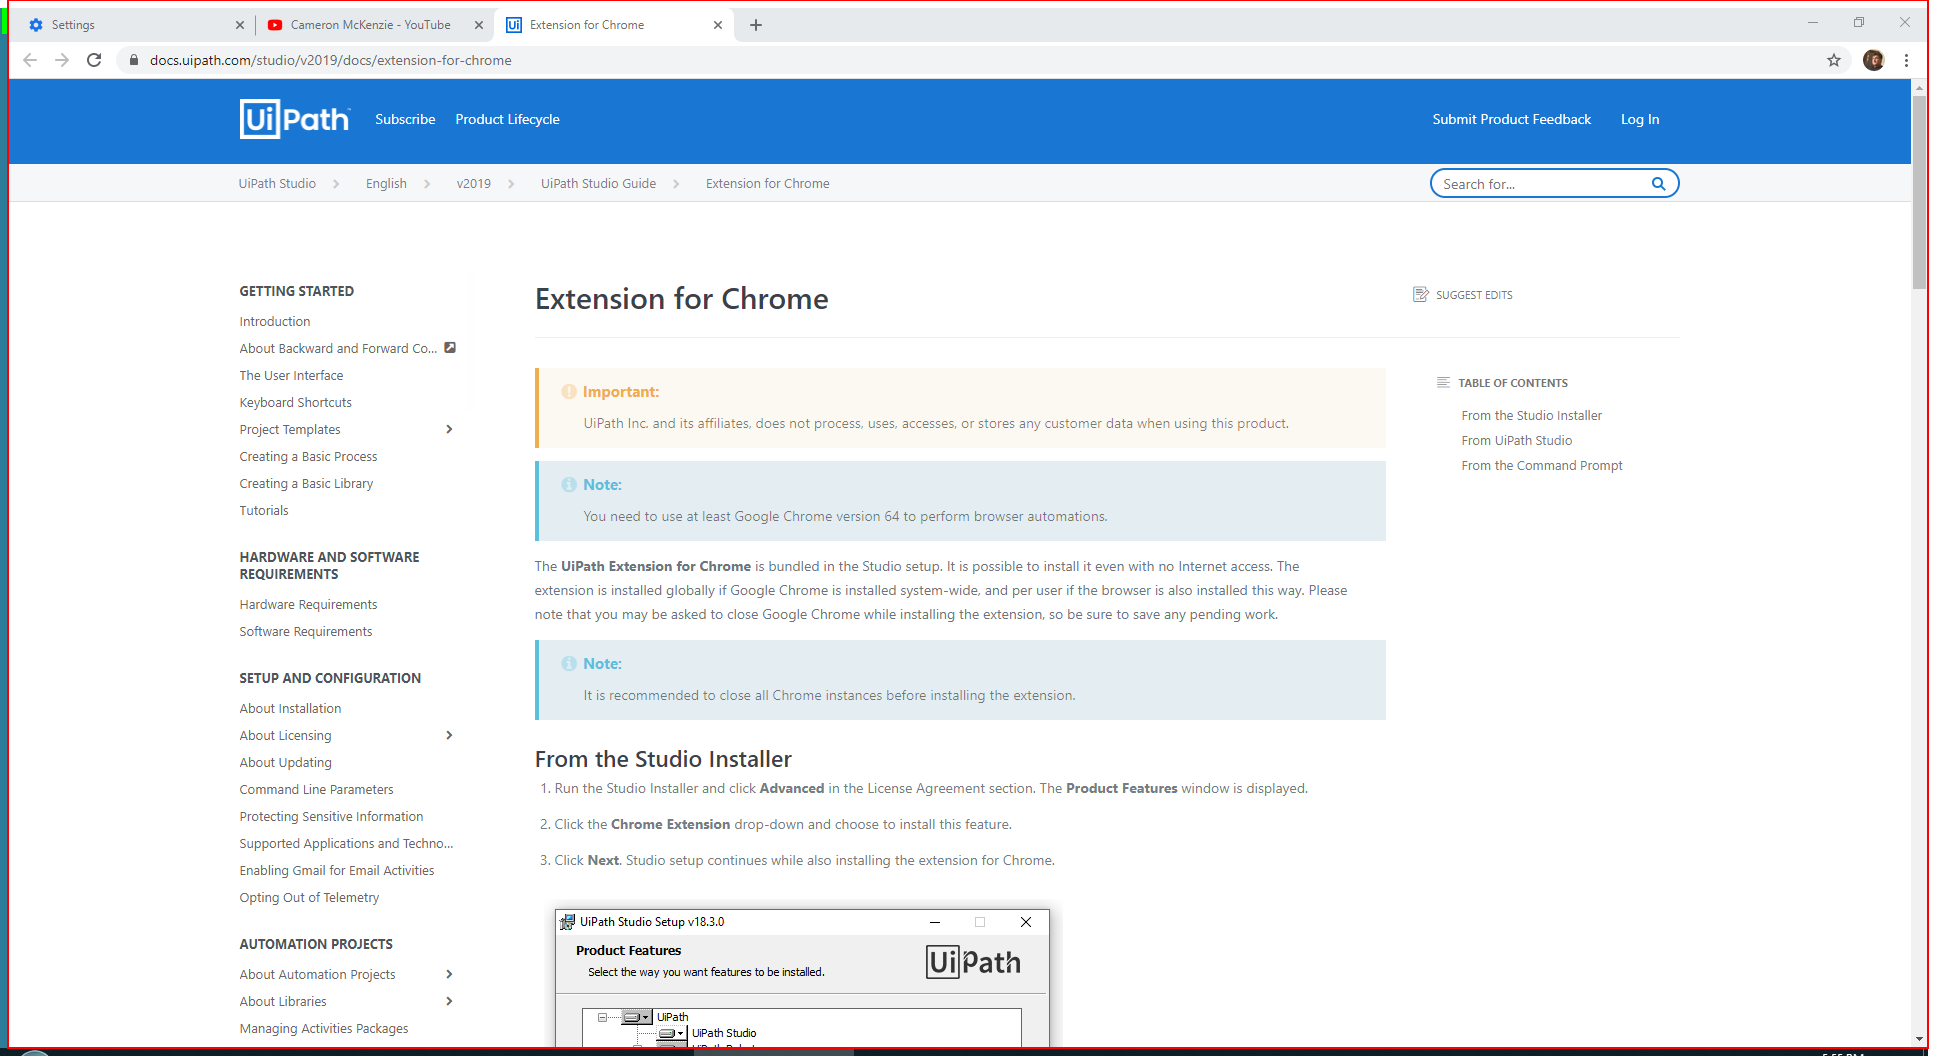 Settings
Cameron McKenzie - YouTube
Extension for Chrome
docs.uipath.com/studio/v2019/docs/extension-for-chrome
UiPath™ Subscribe Product Lifecycle Submit Product Feedback Log In
UiPath Studio English v2019 UiPath Studio Guide Extension for Chrome Search for...
GETTING STARTED
Introduction
About Backward and Forward Co...
The User Interface
Keyboard Shortcuts
Project Templates
Creating a Basic Process
Creating a Basic Library
Tutorials
HARDWARE AND SOFTWARE
REQUIREMENTS
Hardware Requirements
Software Requirements
SETUP AND CONFIGURATION
About Installation
About Licensing
About Updating
Command Line Parameters
Protecting Sensitive Information
Supported Applications and Techno...
Enabling Gmail for Email Activities
Opting Out of Telemetry
AUTOMATION PROJECTS
About Automation Projects
About Libraries
Managing Activities Packages
Extension for Chrome
Important:
UiPath Inc. and its affiliates, does not process, uses, accesses, or stores any customer data when using this product.
Note:
You need to use at least Google Chrome version 64 to perform browser automations.
The UiPath Extension for Chrome is bundled in the Studio setup. It is possible to install it even with no Internet access. The
extension is installed globally if Google Chrome is installed system-wide, and per user if the browser is also installed this way. Please
note that you may be asked to close Google Chrome while installing the extension, so be sure to save any pending work.
Note:
It is recommended to close all Chrome instances before installing the extension.
From the Studio Installer
1. Run the Studio Installer and click Advanced in the License Agreement section. The Product Features window is displayed.
2. Click the Chrome Extension drop-down and choose to install this feature.
3. Click Next. Studio setup continues while also installing the extension for Chrome.
UiPath Studio Setup v18.3.0
Product Features
Select the way you want features to be installed.
UiPath
UiPath
UiPath Studio
SUGGEST EDITS
TABLE OF CONTENTS
From the Studio Installer
From UiPath Studio
From the Command Prompt